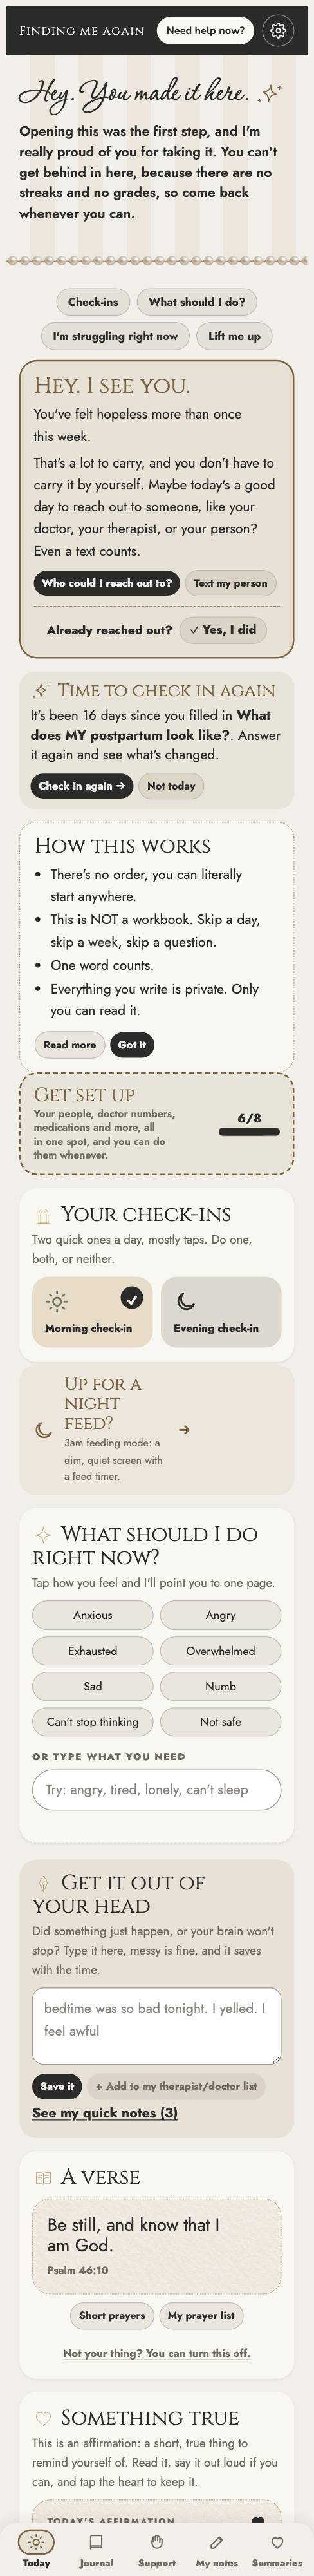 Finding me again
Need help now?
Hey. You made it here.
Opening this was the first step, and I'm
really proud of you for taking it. You can't
get behind in here, because there are no
streaks and no grades, so come back
whenever you can.
Check-ins
What should I do?
I'm struggling right now
Lift me up
Hey. I see you.
You've felt hopeless more than once
this week.
That's a lot to carry, and you don't have to
carry it by yourself. Maybe today's a good
day to reach out to someone, like your
doctor, your therapist, or your person?
Even a text counts.
Who could I reach out to?
Text my person
Already reached out?
✓ Yes, I did
Time to check in again
It's been 16 days since you filled in What
does MY postpartum look like?. Answer
it again and see what's changed.
Check in again →
Not today
How this works
• There's no order, you can literally
start anywhere.
• This is NOT a workbook. Skip a day,
skip a week, skip a question.
• One word counts.
• Everything you write is private. Only
you can read it.
Read more
Got it
Get set up
Your people, doctor numbers,
medications and more, all
in one spot, and you can do
them whenever.
6/8
Your check-ins
Two quick ones a day, mostly taps. Do one,
both, or neither.
Morning check-in
Evening check-in
Up for a
night
feed?
3am feeding mode: a
dim, quiet screen with
a feed timer.
→
What should I do
right now?
Tap how you feel and I'll point you to one page.
Anxious
Angry
Exhausted
Overwhelmed
Sad
Numb
Can't stop thinking
Not safe
OR TYPE WHAT YOU NEED
Try: angry, tired, lonely, can't sleep
Get it out of
your head
Did something just happen, or your brain won't
stop? Type it here, messy is fine, and it saves
with the time.
bedtime was so bad tonight. I yelled. I
feel awful
Save it
+ Add to my therapist/doctor list
See my quick notes (3)
A verse
Be still, and know that I
am God.
Psalm 46:10
Short prayers
My prayer list
Not your thing? You can turn this off.
Something true
This is an affirmation: a short, true thing to
remind yourself of. Read it, say it out loud if you
can, and tap the heart to keep it.
TODAY'S AFFIRMATION
Today
Journal
Support
My notes
Summaries